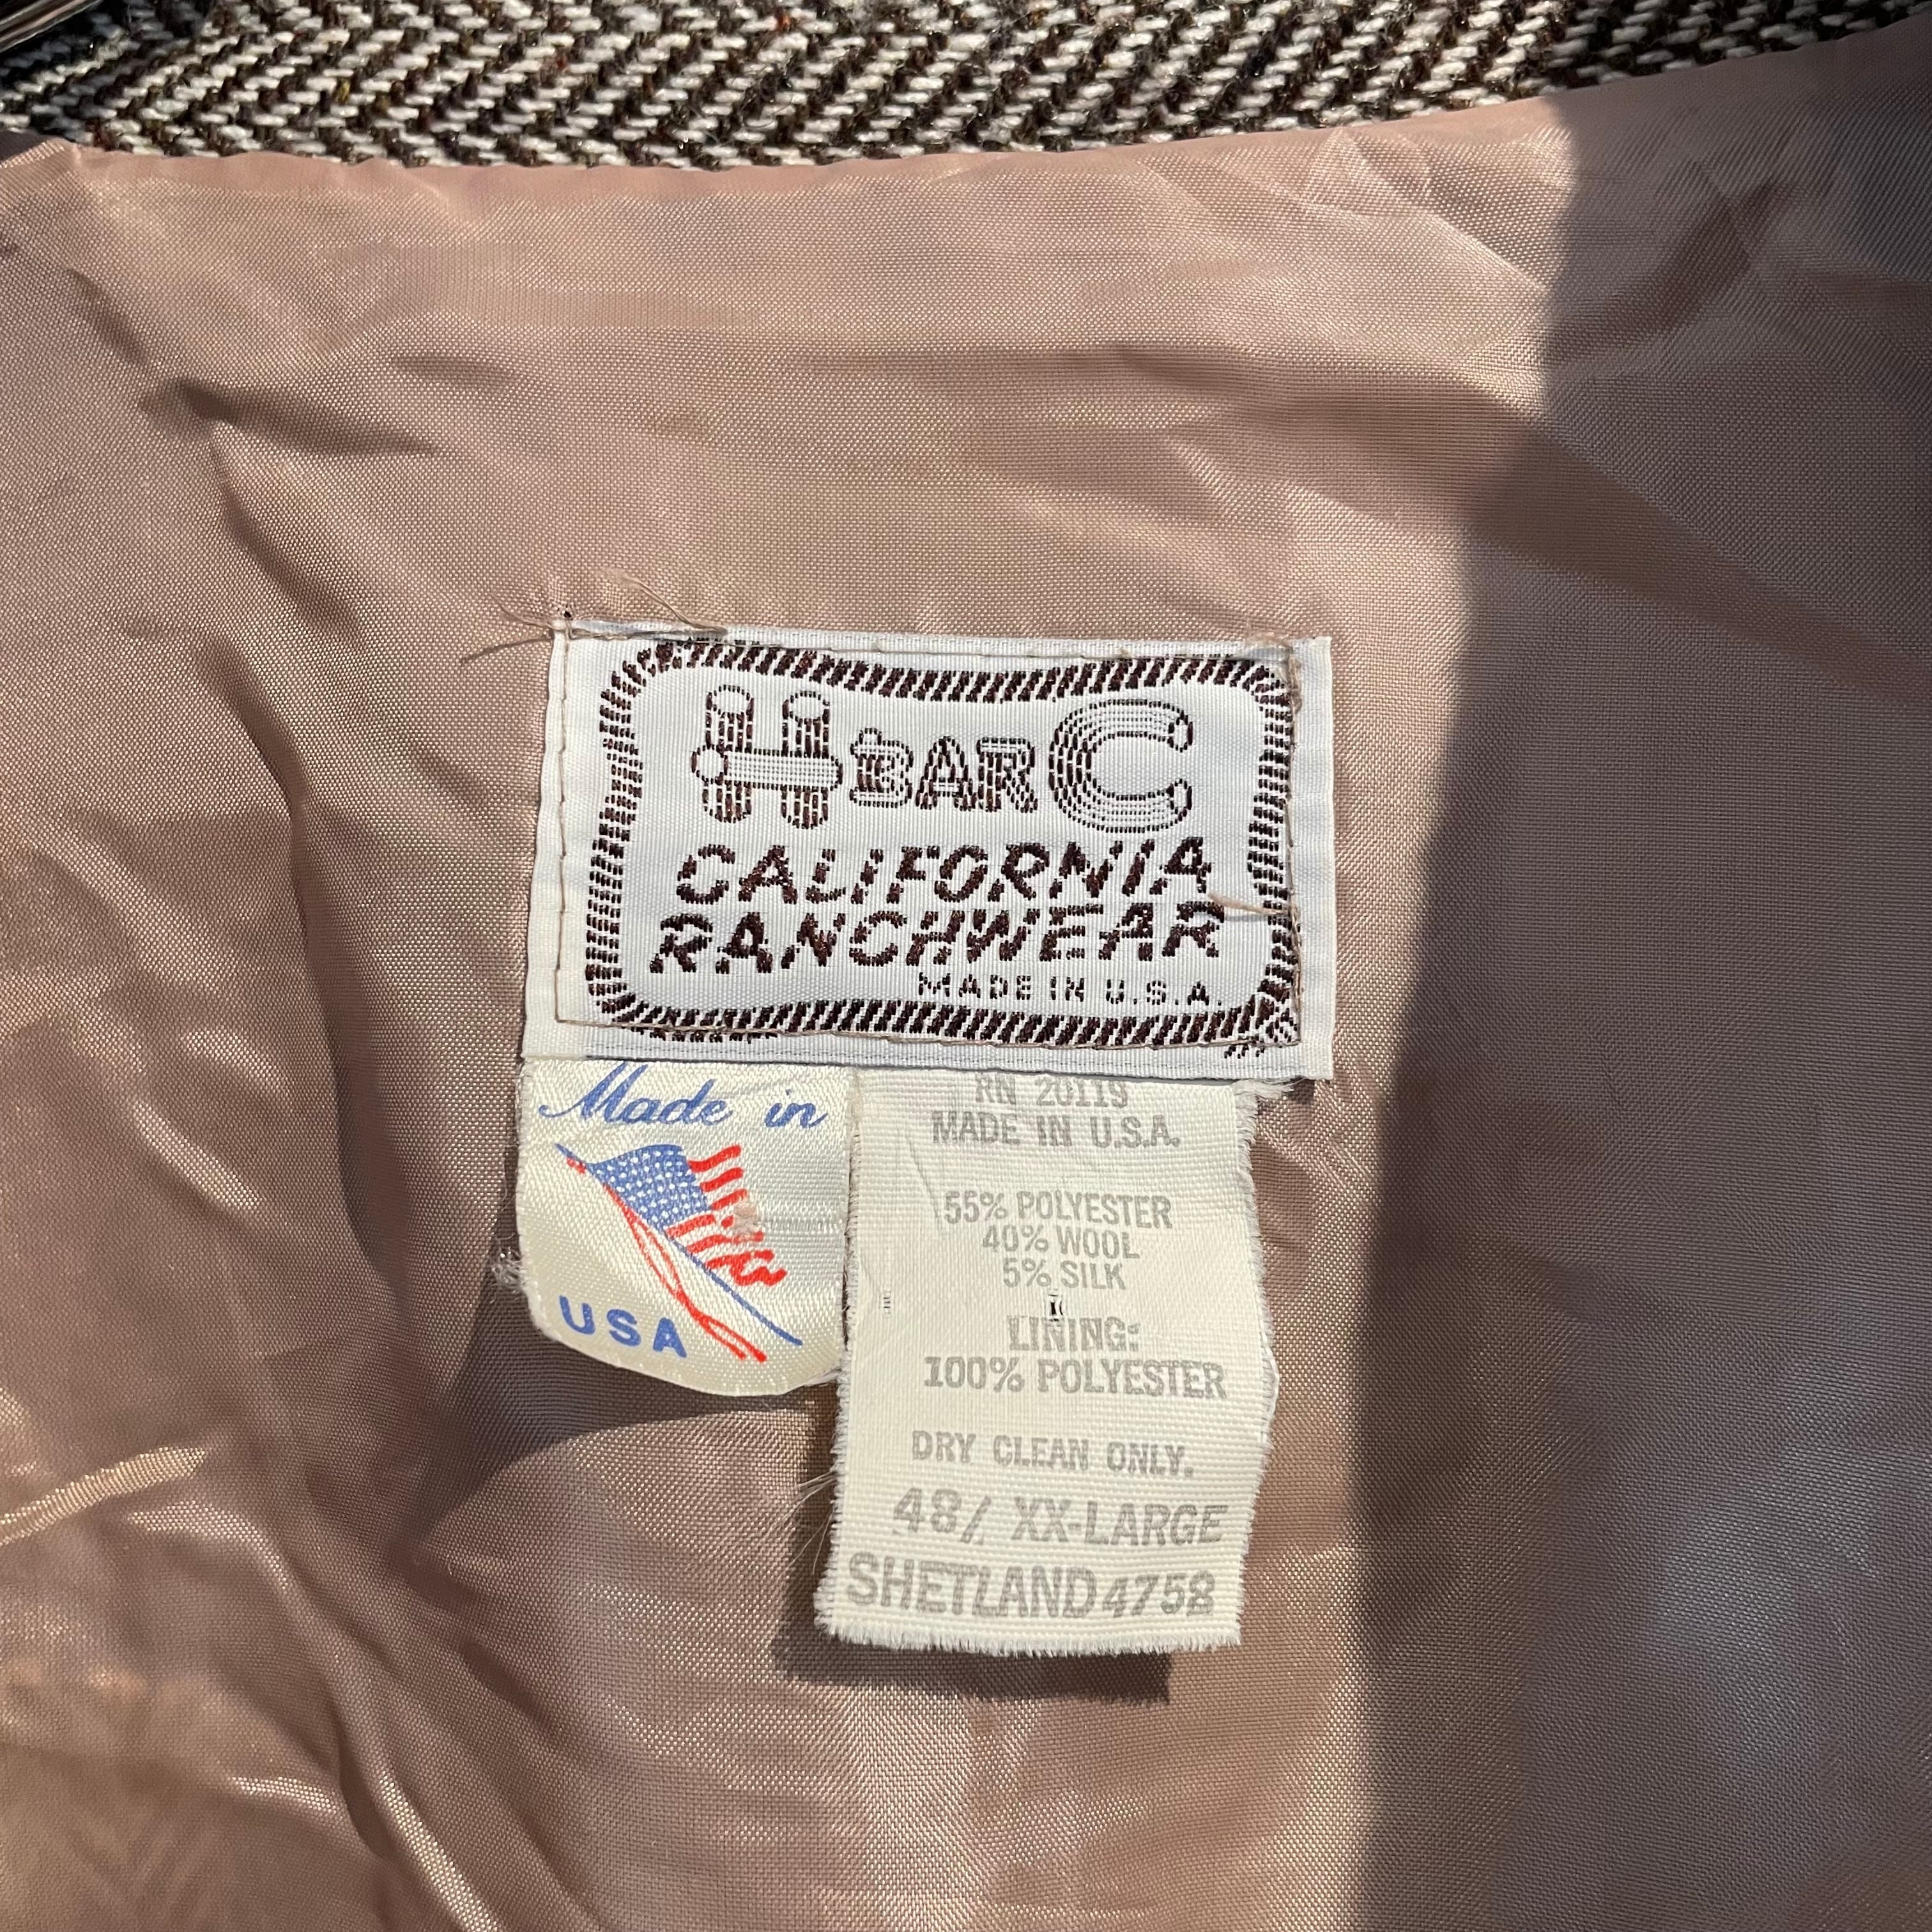 H BAR C
CALIFORNIA
RANCHWEAR
MADE IN U.S.A.
Made in
USA
RN 20119
MADE IN U.S.A.
55% POLYESTER
40% WOOL
5% SILK
LINING:
100% POLYESTER
DRY CLEAN ONLY.
48/ XX-LARGE
SHETLAND 4758